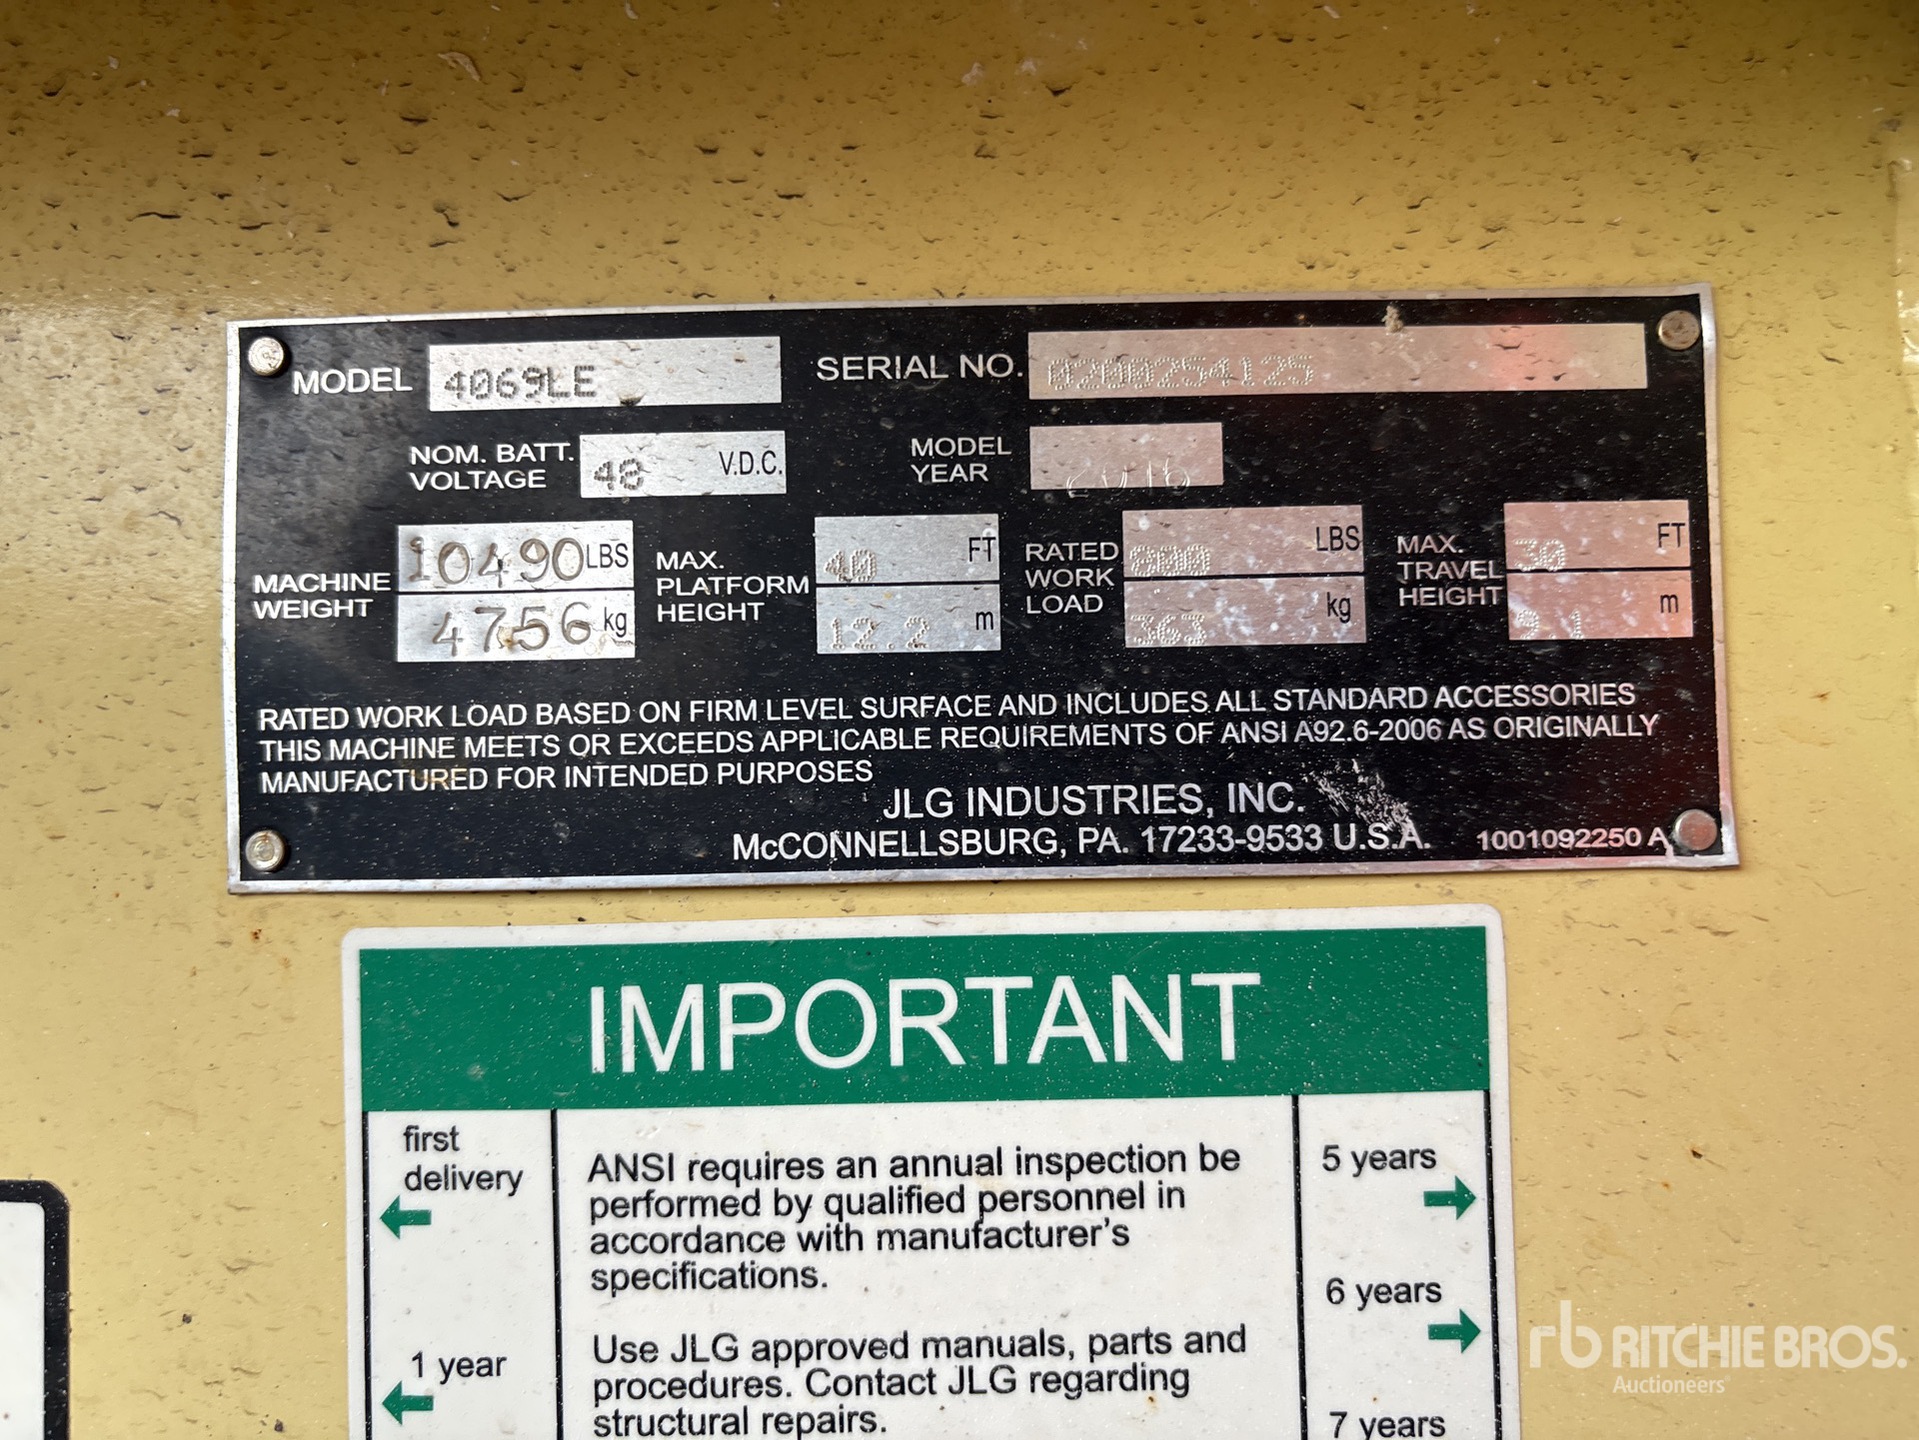 MODEL 4069LE SERIAL NO. 0200254125
NOM. BATT. VOLTAGE 48 V.D.C. MODEL YEAR 2016
MACHINE WEIGHT 10490 LBS 4756 kg
MAX. PLATFORM HEIGHT 40 FT 12.2 m
RATED WORK LOAD 800 LBS 363 kg
MAX. TRAVEL HEIGHT 30 FT 9.1 m
RATED WORK LOAD BASED ON FIRM LEVEL SURFACE AND INCLUDES ALL STANDARD ACCESSORIES
THIS MACHINE MEETS OR EXCEEDS APPLICABLE REQUIREMENTS OF ANSI A92.6-2006 AS ORIGINALLY
MANUFACTURED FOR INTENDED PURPOSES
JLG INDUSTRIES, INC.
McCONNELLSBURG, PA. 17233-9533 U.S.A. 1001092250 A
IMPORTANT
first
delivery
1 year
ANSI requires an annual inspection be
performed by qualified personnel in
accordance with manufacturer's
specifications.
Use JLG approved manuals, parts and
procedures. Contact JLG regarding
structural repairs.
5 years
6 years
7 years
rb RITCHIE BROS.
Auctioneers